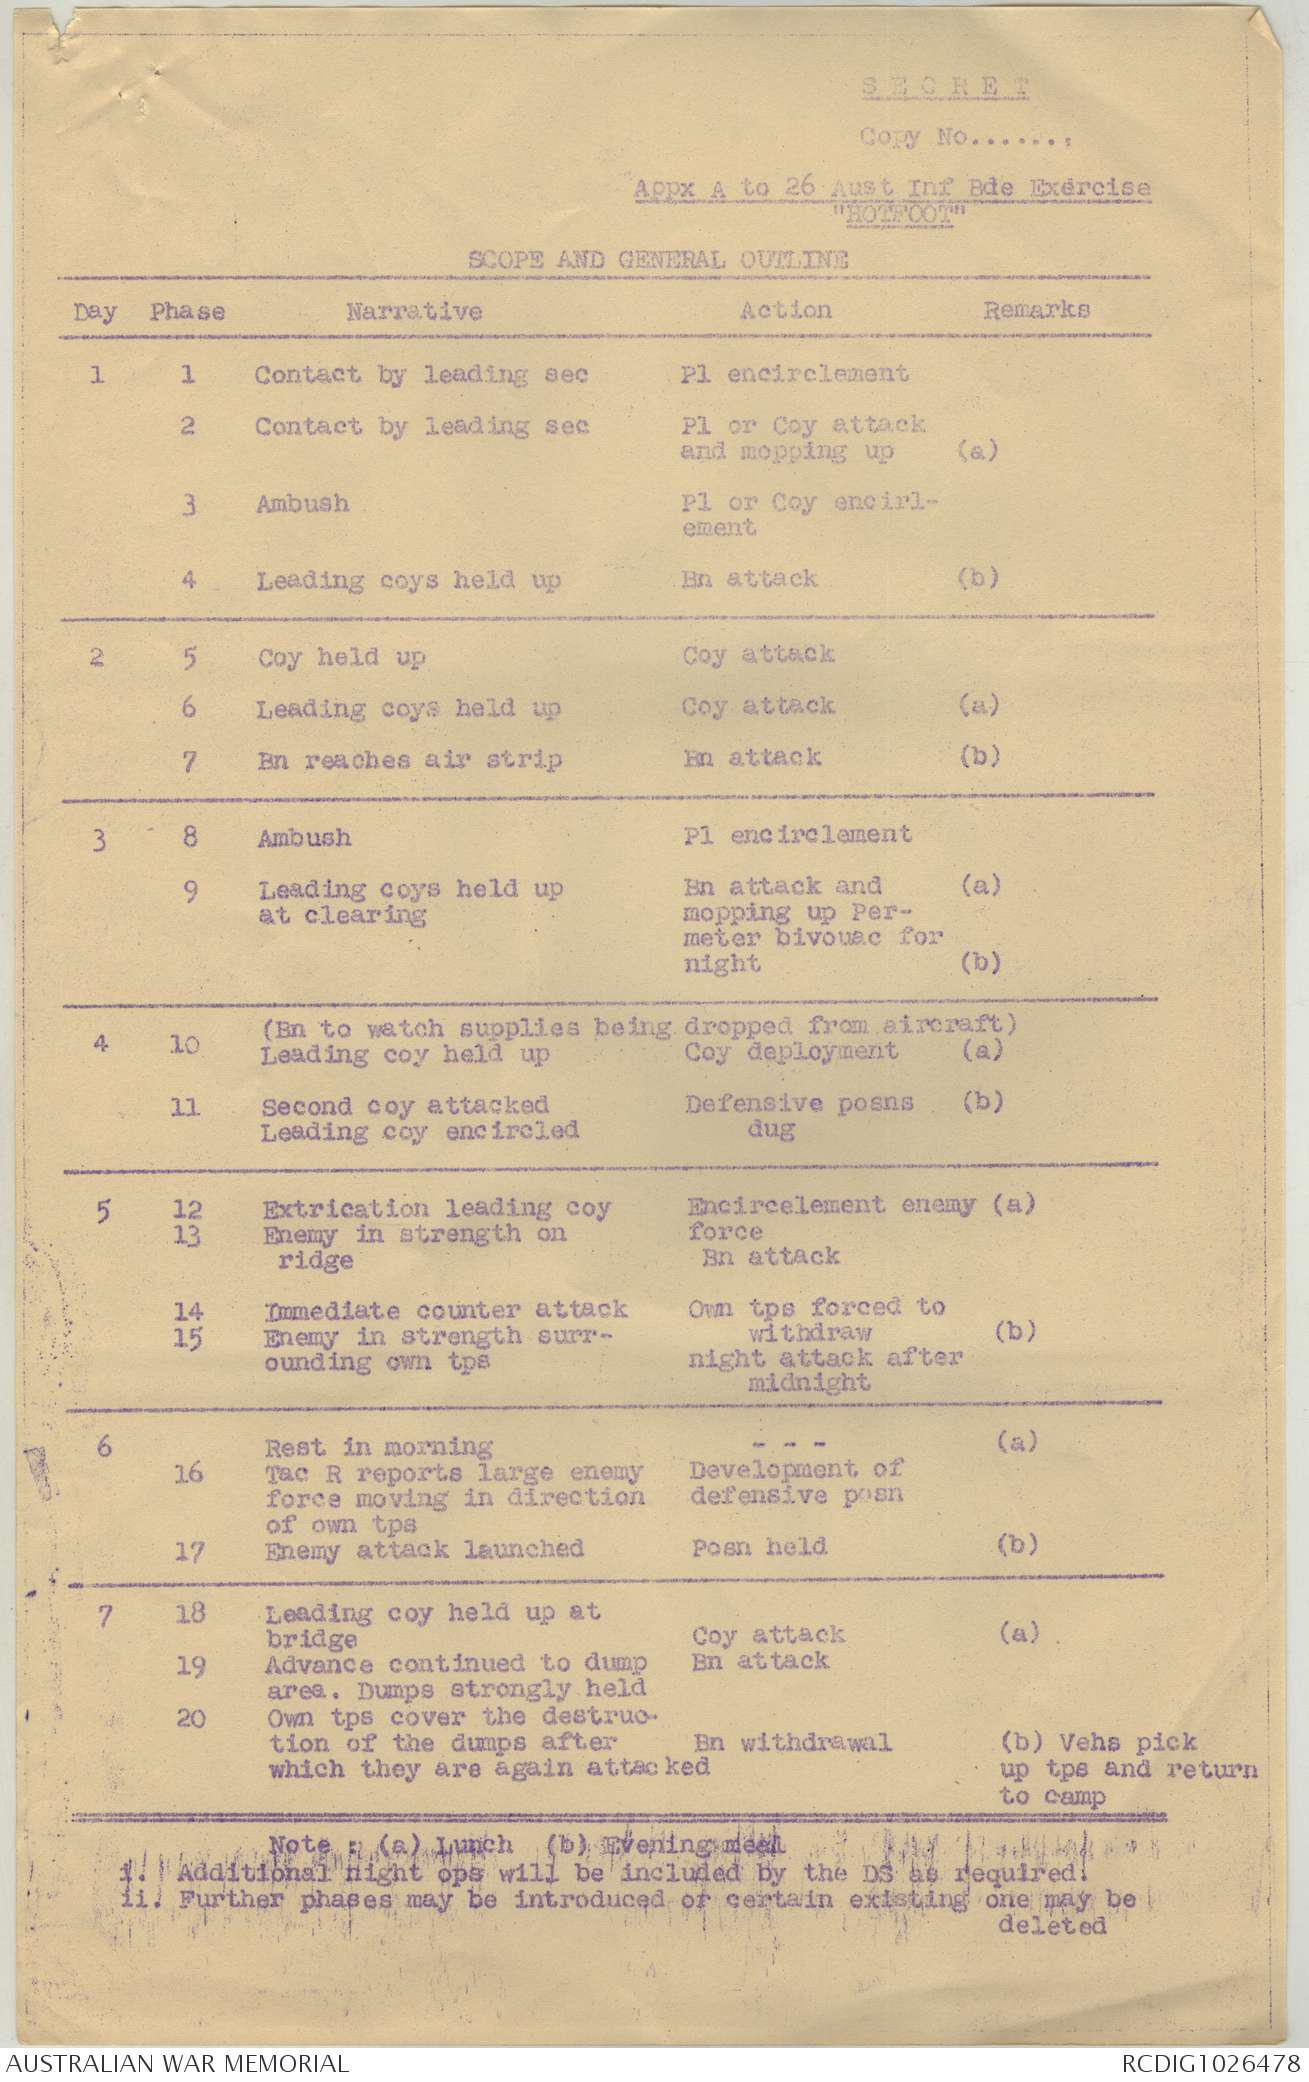 S E C R E T
Copy No.......
Appx A to 26 Aust Inf Bde Exercise
"HOTFOOT"
SCOPE AND GENERAL OUTLINE
Day Phase Narrative Action Remarks
1 1 Contact by leading sec Pl encirclement
2 Contact by leading sec Pl or Coy attack
and mopping up (a)
3 Ambush Pl or Coy encirl-
ement
4 Leading coys held up Bn attack (b)
2 5 Coy held up Coy attack
6 Leading coys held up Coy attack (a)
7 Bn reaches air strip Bn attack (b)
3 8 Ambush Pl encirclement
9 Leading coys held up Bn attack and (a)
at clearing mopping up Per-
meter bivouac for
night (b)
(Bn to watch supplies being dropped from aircraft)
4 10 Leading coy held up Coy deployment (a)
11 Second coy attacked Defensive posns (b)
Leading coy encircled dug
5 12 Extrication leading coy Encircelement enemy (a)
13 Enemy in strength on force
ridge Bn attack
14 Immediate counter attack Own tps forced to
15 Enemy in strength surr- withdraw (b)
ounding own tps night attack after
midnight
6 Rest in morning - - - (a)
16 Tac R reports large enemy Development of
force moving in direction defensive posn
of own tps
17 Enemy attack launched Posn held (b)
7 18 Leading coy held up at
bridge Coy attack (a)
19 Advance continued to dump Bn attack
area. Dumps strongly held
20 Own tps cover the destruc-
tion of the dumps after Bn withdrawal (b) Vehs pick
which they are again attacked up tps and return
to camp
Note : (a) Lunch (b) Evening meal
i. Additional night ops will be included by the DS as required.
ii. Further phases may be introduced or certain existing one may be
deleted
AUSTRALIAN WAR MEMORIAL RCDIG1026478